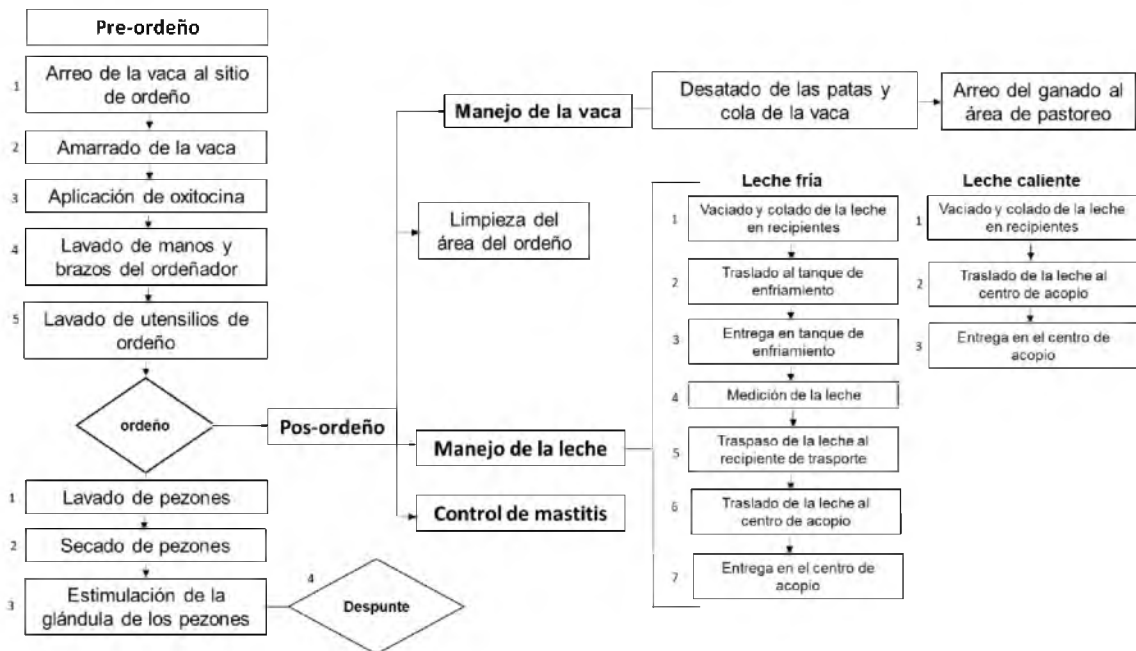 Pre-ordeño
1
Arreo de la vaca al sitio
de ordeño
2
Amarrado de la vaca
3
Aplicación de oxitocina
4
Lavado de manos y
brazos del ordeñador
5
Lavado de utensilios de
ordeño
ordeño
1
Lavado de pezones
2
Secado de pezones
3
Estimulación de la
glándula de los pezones
4
Despunte
Pos-ordeño
Manejo de la vaca
Desatado de las patas y
cola de la vaca
Arreo del ganado al
área de pastoreo
Limpieza del
área del ordeño
Manejo de la leche
Control de mastitis
Leche fría
1
Vaciado y colado de la leche
en recipientes
2
Traslado al tanque de
enfriamiento
3
Entrega en tanque de
enfriamiento
4
Medición de la leche
5
Traspaso de la leche al
recipiente de trasporte
6
Traslado de la leche al
centro de acopio
7
Entrega en el centro de
acopio
Leche caliente
1
Vaciado y colado de la leche
en recipientes
2
Traslado de la leche al
centro de acopio
3
Entrega en el centro de
acopio